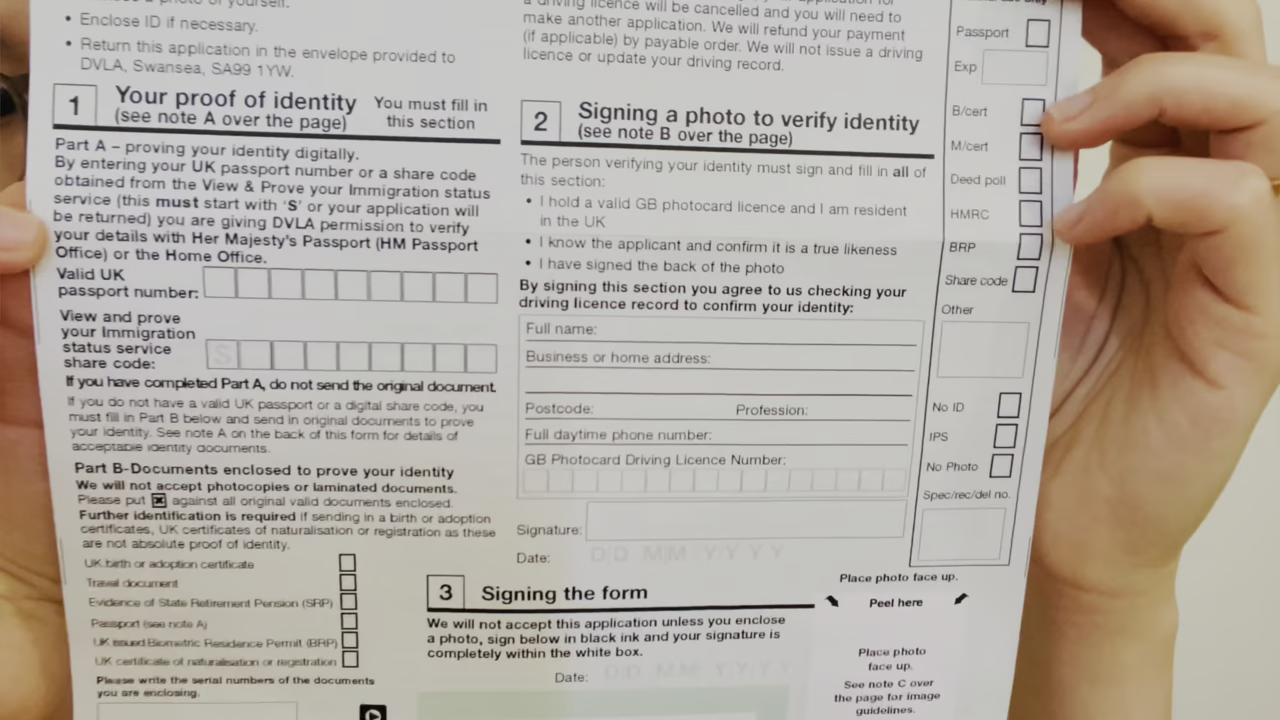 • Enclose ID if necessary.
• Return this application in the envelope provided to
DVLA, Swansea, SA99 1YW.
1 Your proof of identity You must fill in
(see note A over the page) this section
Part A – proving your identity digitally.
By entering your UK passport number or a share code
obtained from the View & Prove your Immigration status
service (this must start with ‘S’ or your application will
be returned) you are giving DVLA permission to verify
your details with Her Majesty's Passport (HM Passport
Office) or the Home Office.
Valid UK
passport number:
View and prove
your Immigration
status service
share code: S
If you have completed Part A, do not send the original document.
If you do not have a valid UK passport or a digital share code, you
must fill in Part B below and send in original documents to prove
your identity. See note A on the back of this form for details of
acceptable identity documents.
Part B-Documents enclosed to prove your identity
We will not accept photocopies or laminated documents.
Please put ☒ against all original valid documents enclosed.
Further identification is required if sending in a birth or adoption
certificates, UK certificates of naturalisation or registration as these
are not absolute proof of identity.
UK birth or adoption certificate
Travel document
Evidence of State Retirement Pension (SRP)
Passport (see note A)
UK issued Biometric Residence Permit (BRP)
UK certificate of naturalisation or registration
Please write the serial numbers of the documents
you are enclosing.
a driving licence will be cancelled and you will need to
make another application. We will refund your payment
(if applicable) by payable order. We will not issue a driving
licence or update your driving record.
2 Signing a photo to verify identity
(see note B over the page)
The person verifying your identity must sign and fill in all of
this section:
• I hold a valid GB photocard licence and I am resident
in the UK
• I know the applicant and confirm it is a true likeness
• I have signed the back of the photo
By signing this section you agree to us checking your
driving licence record to confirm your identity:
Full name:
Business or home address:
Postcode: Profession:
Full daytime phone number:
GB Photocard Driving Licence Number:
Signature:
Date: DD MM YYYY
3 Signing the form
We will not accept this application unless you enclose
a photo, sign below in black ink and your signature is
completely within the white box.
Date: DD MM YYYY
Passport
Exp
B/cert
M/cert
Deed poll
HMRC
BRP
Share code
Other
No ID
IPS
No Photo
Spec/rec/del no.
Place photo face up.
Peel here
Place photo
face up.
See note C over
the page for image
guidelines.